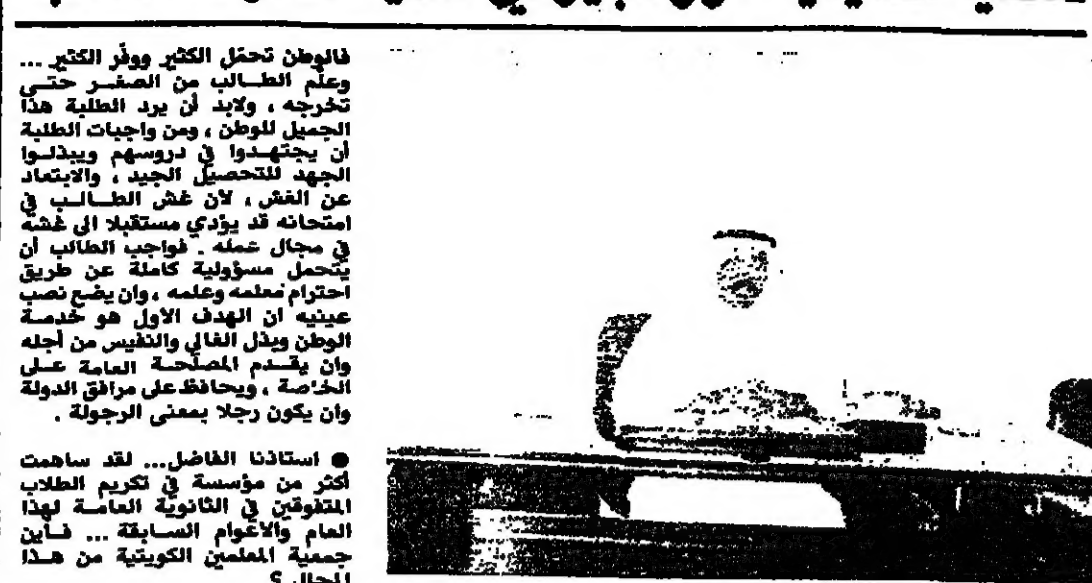 فالوطن تحمّل الكثير ووفّر الكثير ...
وعلّم الطالب من الصغر حتى
تخرجه ، ولابد أن يرد الطلبة هذا
الجميل للوطن ، ومن واجبات الطلبة
أن يجتهدوا في دروسهم ويبذلوا
الجهد للتحصيل الجيد ، والابتعاد
عن الغش ، لأن غش الطالب في
امتحانه قد يؤدي مستقبلا الى غشه
في مجال عمله . فواجب الطالب أن
يتحمل مسؤولية كاملة عن طريق
احترام معلمه وعلمه ، وان يضع نصب
عينيه ان الهدف الاول هو خدمة
الوطن وبذل الغالي والنفيس من أجله
وان يقدم المصلحة العامة على
الخاصة ، ويحافظ على مرافق الدولة
وان يكون رجلا بمعنى الرجولة .
● استاذنا الفاضل... لقد ساهمت
أكثر من مؤسسة في تكريم الطلاب
المتفوقين في الثانوية العامة لهذا
العام والاعوام السابقة ... فأين
جمعية المعلمين الكويتية من هذا
المجال ؟